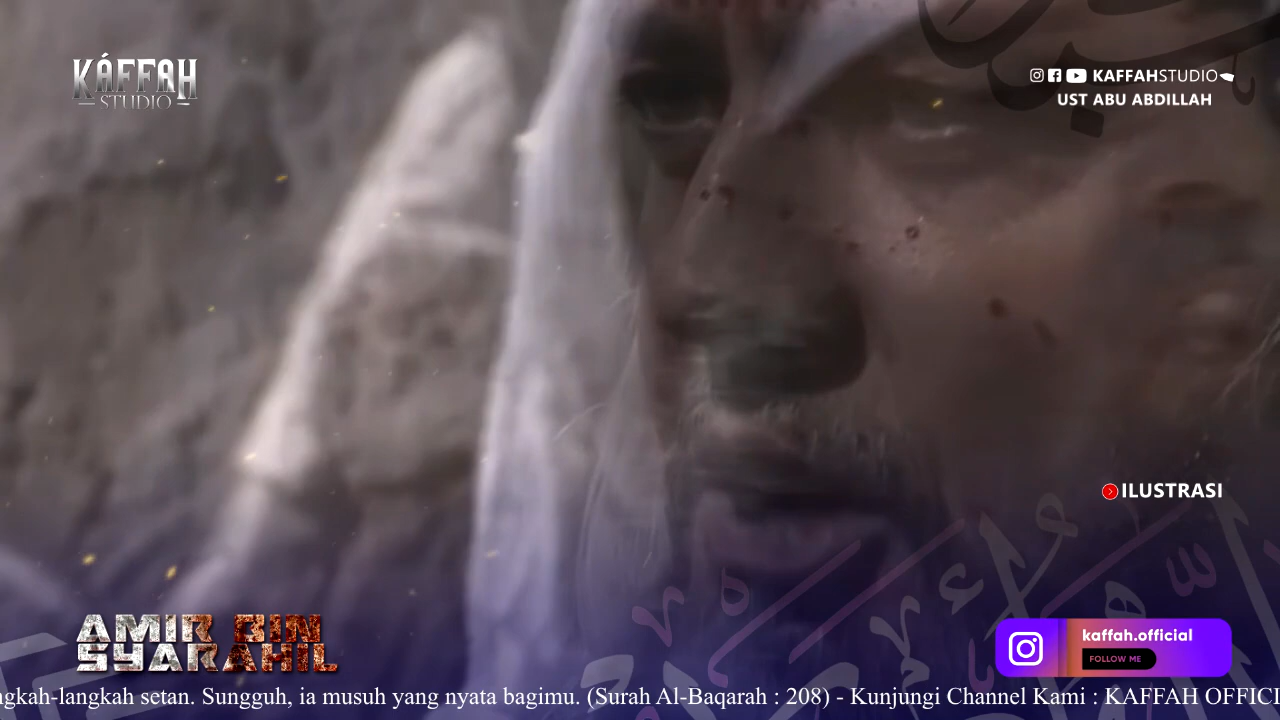 KÁFFAH
STUDIO
KAFFAHSTUDIO
UST ABU ABDILLAH
ILUSTRASI
AMIR BIN
SYARAHIL
kaffah.official
FOLLOW ME
ngkah-langkah setan. Sungguh, ia musuh yang nyata bagimu. (Surah Al-Baqarah : 208) - Kunjungi Channel Kami : KAFFAH OFFICI